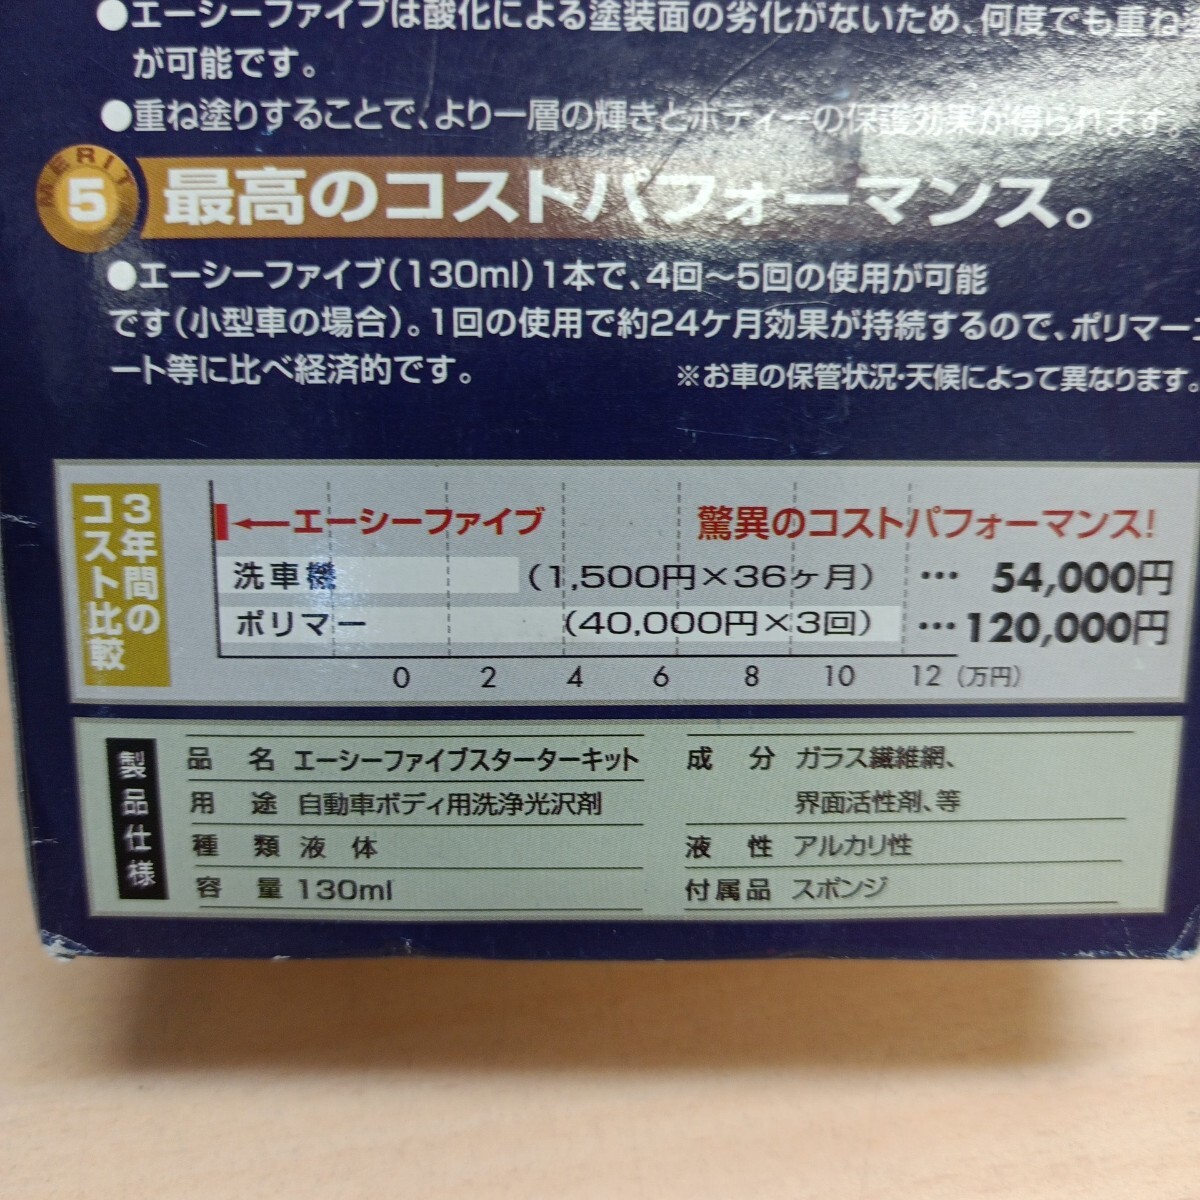 ●エーシーファイブは酸化による塗装面の劣化がないため、何度でも重ね
が可能です。
●重ね塗りすることで、より一層の輝きとボディーの保護効果が得られます。
MERIT
5
最高のコストパフォーマンス。
●エーシーファイブ(130ml)1本で、4回〜5回の使用が可能
です(小型車の場合)。1回の使用で約24ケ月効果が持続するので、ポリマーコ
ート等に比べ経済的です。
※お車の保管状況・天候によって異なります。
3年間の
コスト比較
←エーシーファイブ
驚異のコストパフォーマンス!
洗車機 (1,500円×36ヶ月) … 54,000円
ポリマー (40,000円×3回) …120,000円
0 2 4 6 8 10 12 (万円)
製品仕様
品名 エーシーファイブスターターキット
用途 自動車ボディ用洗浄光沢剤
種類 液体
容量 130ml
成分 ガラス繊維網、
界面活性剤、等
液性 アルカリ性
付属品 スポンジ